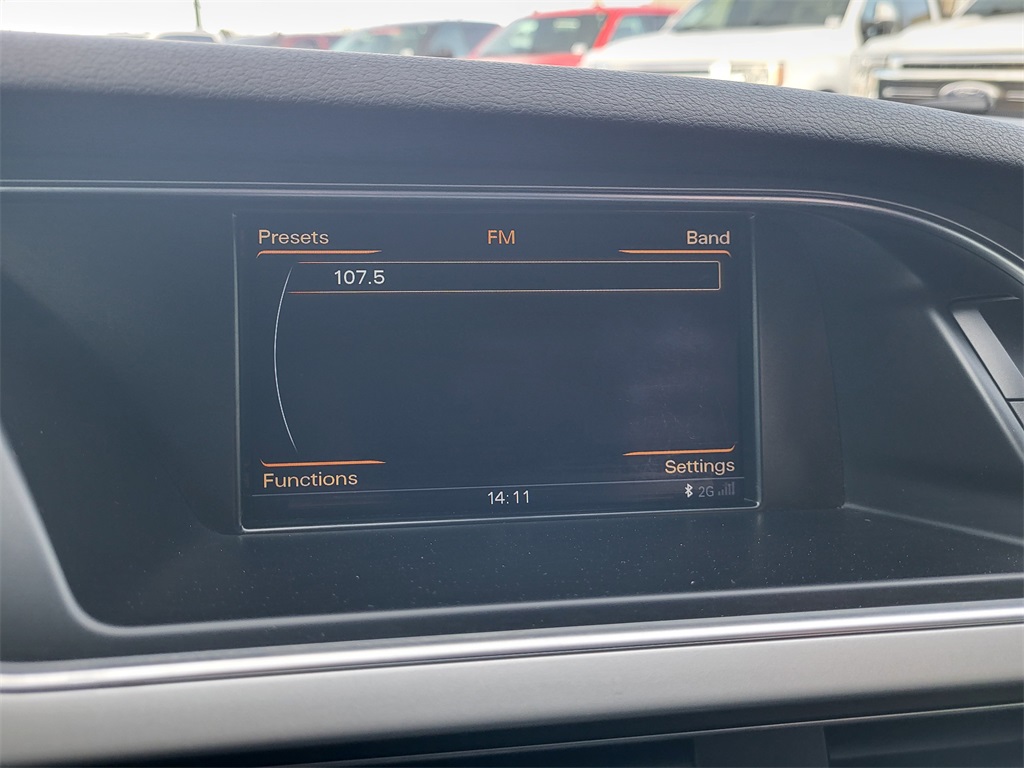 Presets FM Band
107.5
Functions Settings
14:11 2G